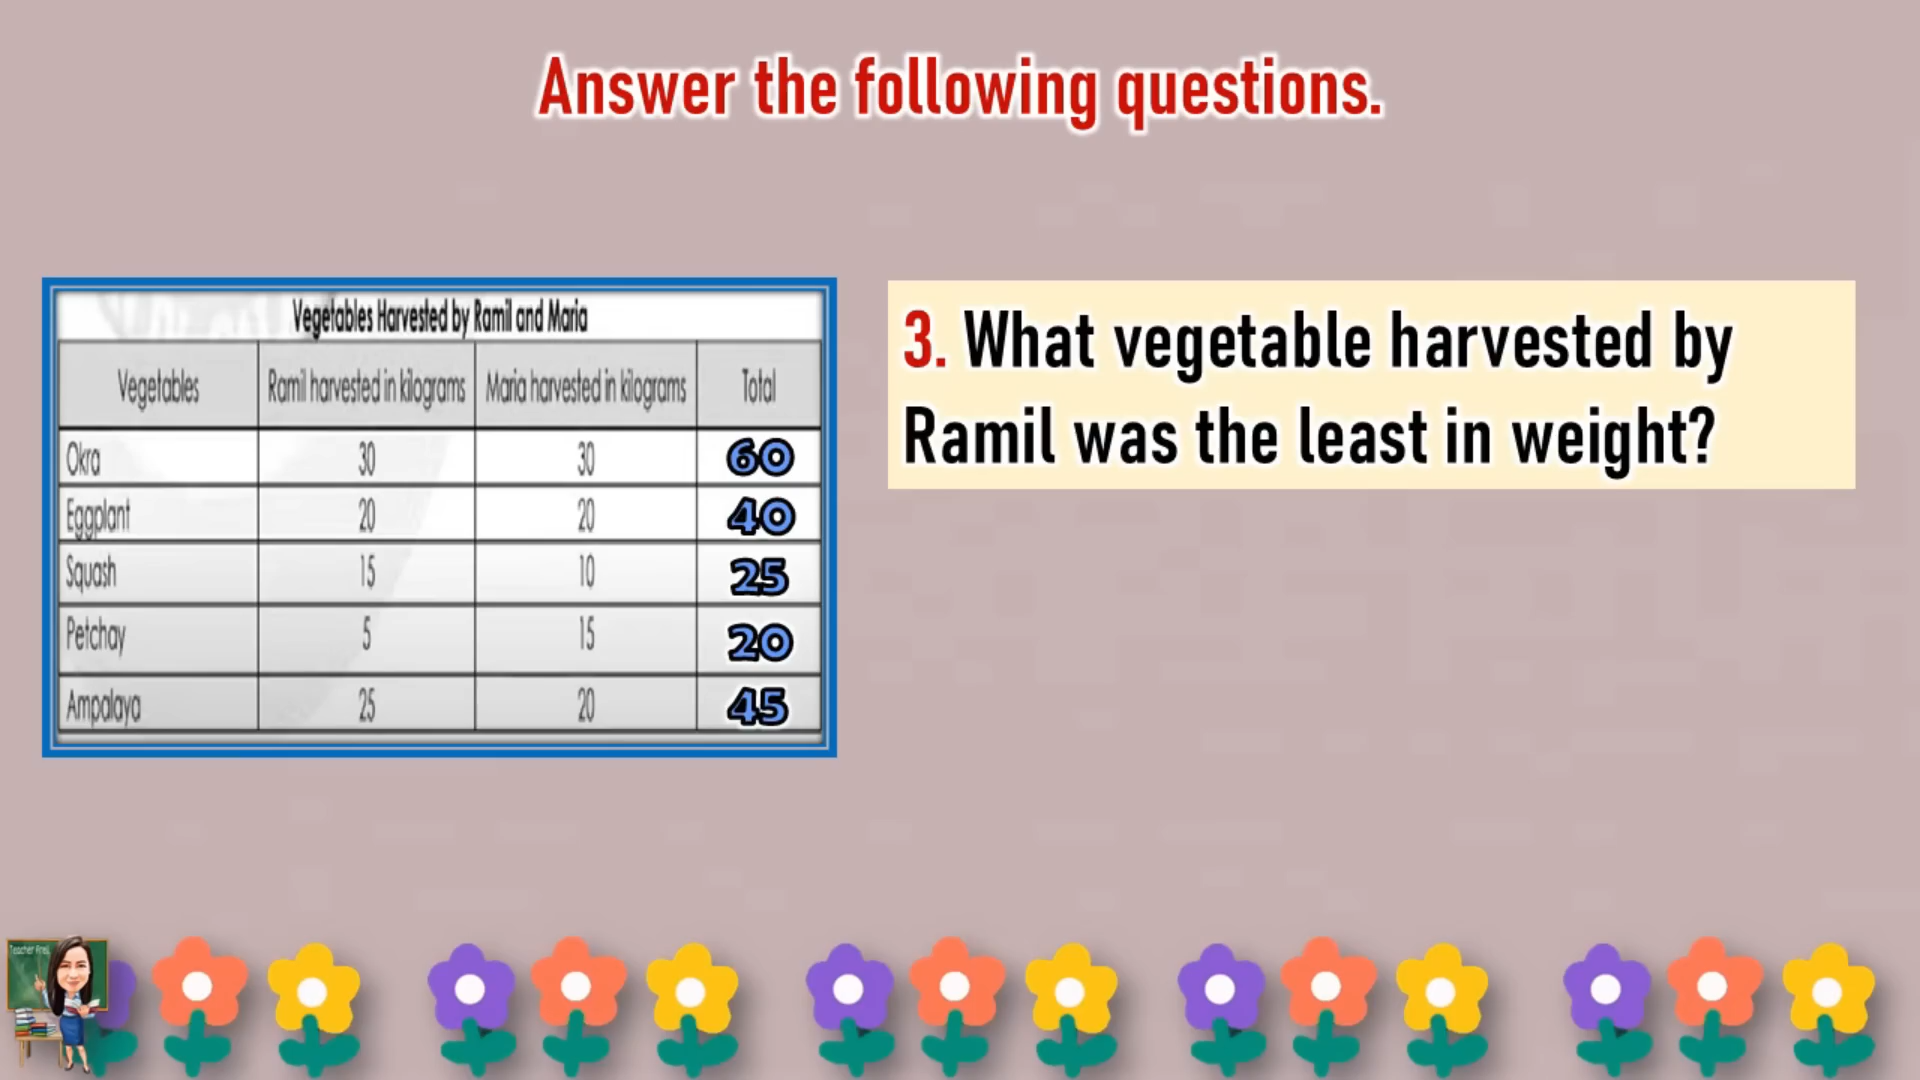 Answer the following questions.
Vegetables Harvested by Ramil and Maria
Vegetables Ramil harvested in kilograms Maria harvested in kilograms Total
Okra 30 30 60
Eggplant 20 20 40
Squash 15 10 25
Petchay 5 15 20
Ampalaya 25 20 45
3. What vegetable harvested by
Ramil was the least in weight?